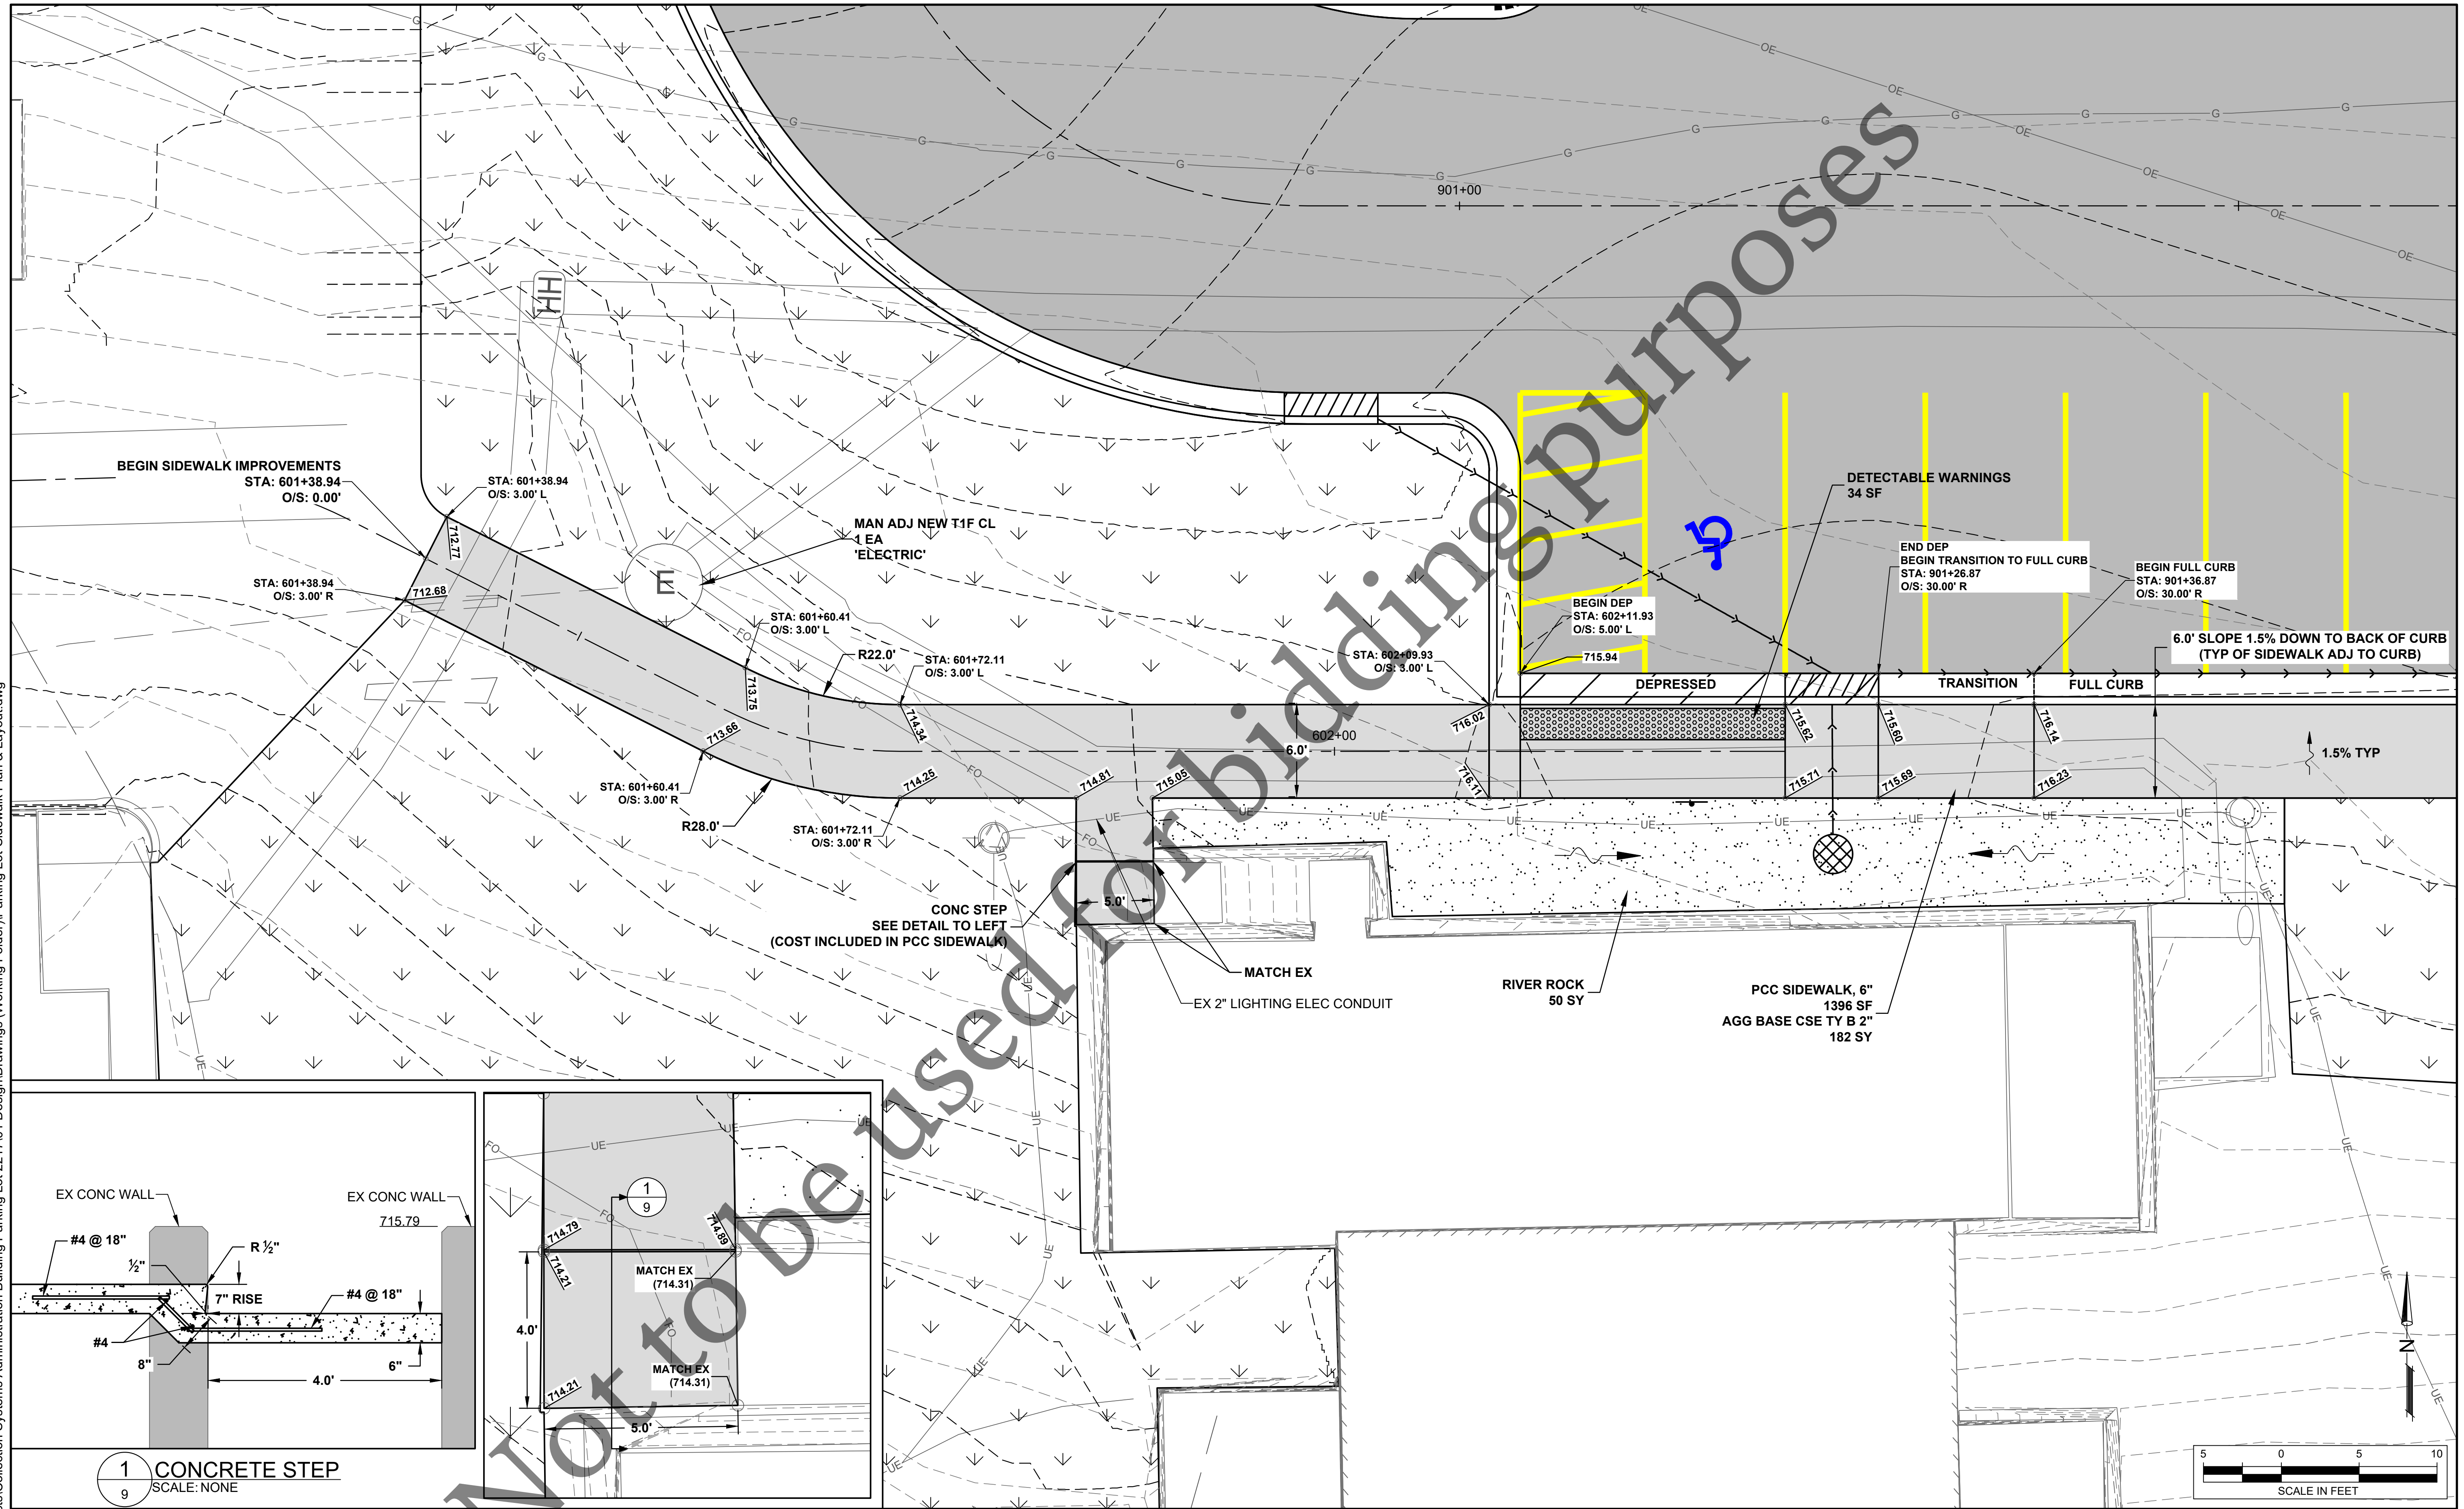 901+00
BEGIN SIDEWALK IMPROVEMENTS
STA: 601+38.94
O/S: 0.00'
STA: 601+38.94
O/S: 3.00' L
712.77
STA: 601+38.94
O/S: 3.00' R
712.68
HH
E
MAN ADJ NEW T1F CL
1 EA
'ELECTRIC'
STA: 601+60.41
O/S: 3.00' L
713.75
R22.0'
STA: 601+72.11
O/S: 3.00' L
714.34
713.66
STA: 601+60.41
O/S: 3.00' R
R28.0'
714.25
STA: 601+72.11
O/S: 3.00' R
714.81
715.05
6.0'
602+00
STA: 602+09.93
O/S: 3.00' L
716.02
716.11
BEGIN DEP
STA: 602+11.93
O/S: 5.00' L
715.94
DETECTABLE WARNINGS
34 SF
END DEP
BEGIN TRANSITION TO FULL CURB
STA: 901+26.87
O/S: 30.00' R
BEGIN FULL CURB
STA: 901+36.87
O/S: 30.00' R
6.0' SLOPE 1.5% DOWN TO BACK OF CURB
(TYP OF SIDEWALK ADJ TO CURB)
DEPRESSED
TRANSITION
FULL CURB
715.62
715.60
716.14
715.71
715.69
716.23
1.5% TYP
CONC STEP
SEE DETAIL TO LEFT
(COST INCLUDED IN PCC SIDEWALK)
5.0'
MATCH EX
EX 2" LIGHTING ELEC CONDUIT
RIVER ROCK
50 SY
PCC SIDEWALK, 6"
1396 SF
AGG BASE CSE TY B 2"
182 SY
G
OE
FO
UE
Not to be used for bidding purposes
EX CONC WALL
EX CONC WALL
715.79
#4 @ 18"
R ½"
½"
7" RISE
#4 @ 18"
#4
8"
6"
4.0'
1
9
CONCRETE STEP
SCALE: NONE
1
9
FO
UE
714.79
714.89
714.21
MATCH EX
(714.31)
4.0'
MATCH EX
(714.31)
714.21
5.0'
N
5 0 5 10
SCALE IN FEET